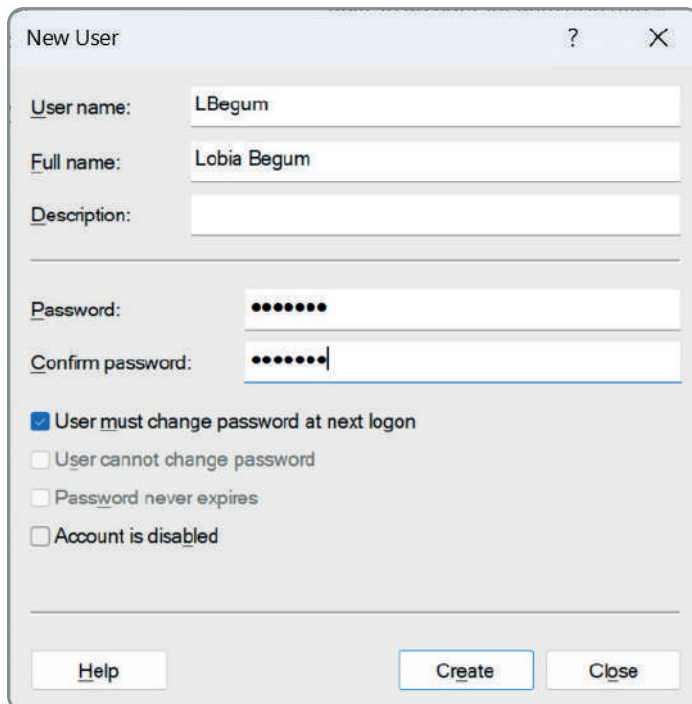 New User ? ×
User name: LBegum
Full name: Lobia Begum
Description:
Password: •••••••
Confirm password: •••••••
User must change password at next logon
User cannot change password
Password never expires
Account is disabled
Help Create Close